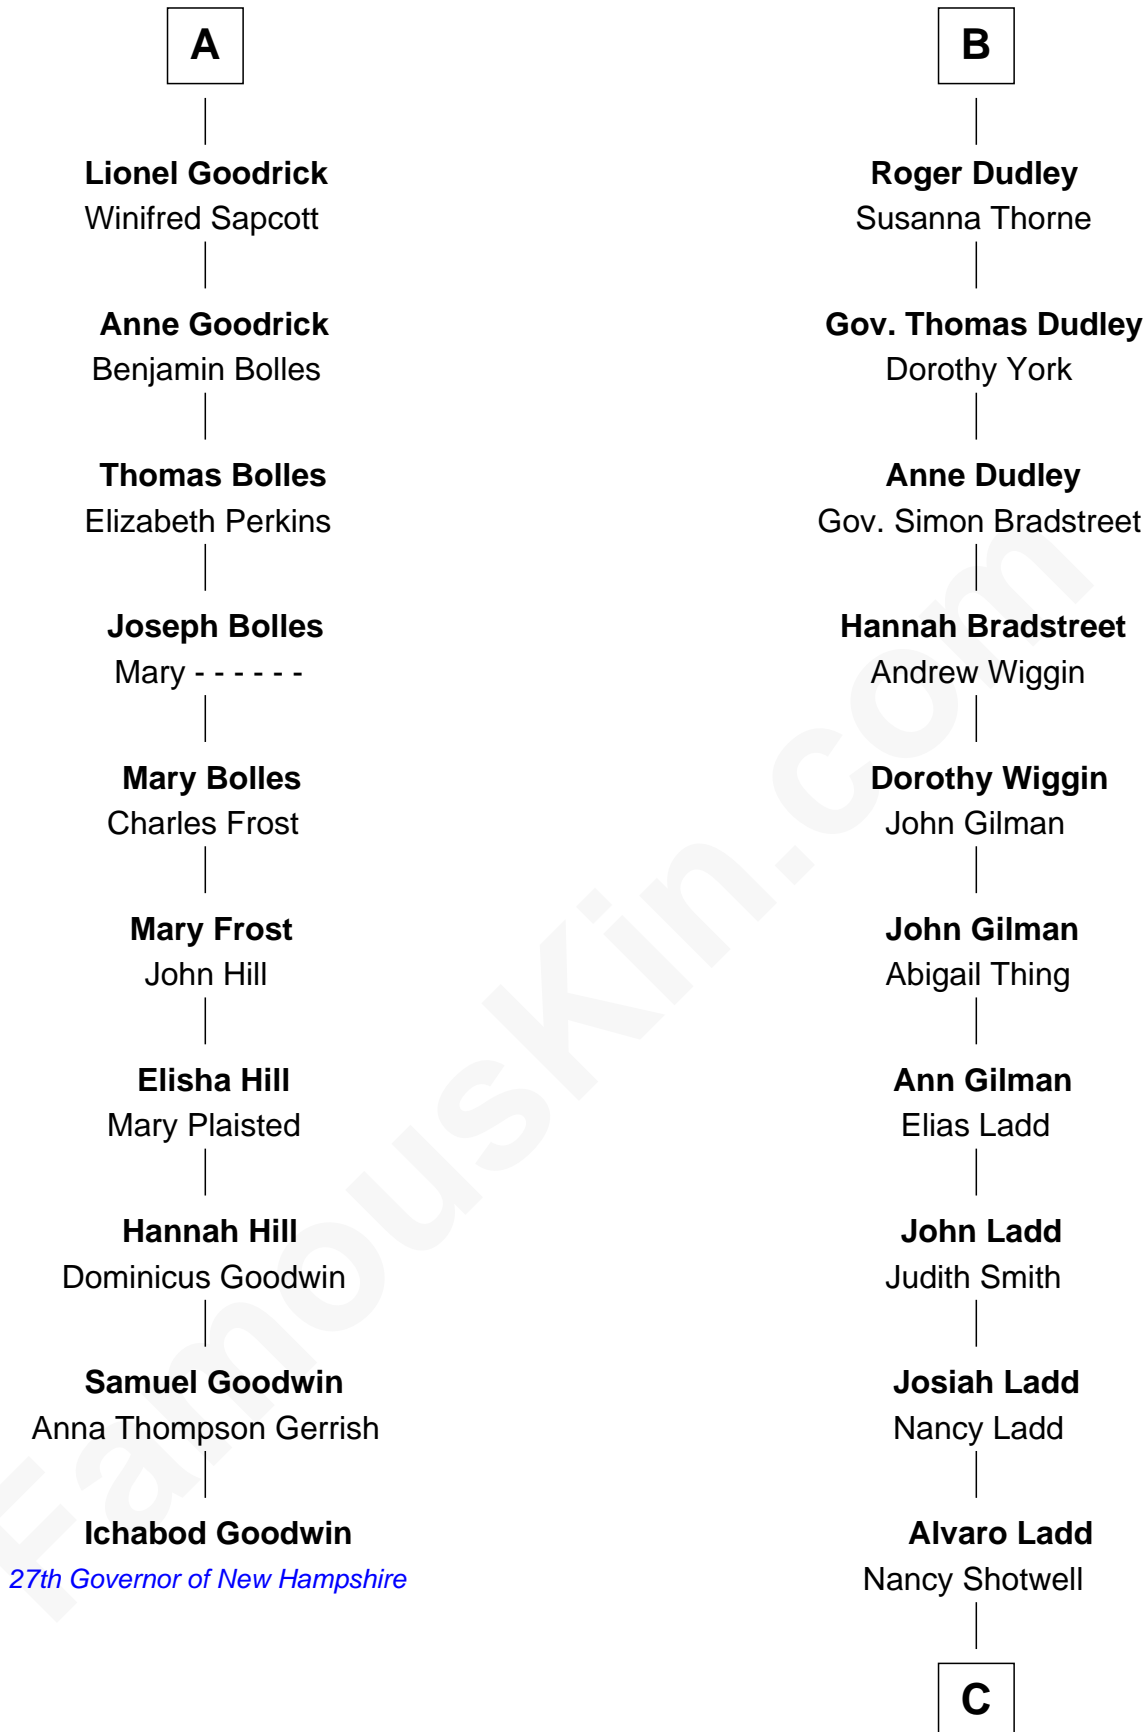 A
Lionel Goodrick
Winifred Sapcott
Anne Goodrick
Benjamin Bolles
Thomas Bolles
Elizabeth Perkins
Joseph Bolles
Mary - - - - - -
Mary Bolles
Charles Frost
Mary Frost
John Hill
Elisha Hill
Mary Plaisted
Hannah Hill
Dominicus Goodwin
Samuel Goodwin
Anna Thompson Gerrish
Ichabod Goodwin
27th Governor of New Hampshire
B
Roger Dudley
Susanna Thorne
Gov. Thomas Dudley
Dorothy York
Anne Dudley
Gov. Simon Bradstreet
Hannah Bradstreet
Andrew Wiggin
Dorothy Wiggin
John Gilman
John Gilman
Abigail Thing
Ann Gilman
Elias Ladd
John Ladd
Judith Smith
Josiah Ladd
Nancy Ladd
Alvaro Ladd
Nancy Shotwell
C
FamousKin.com